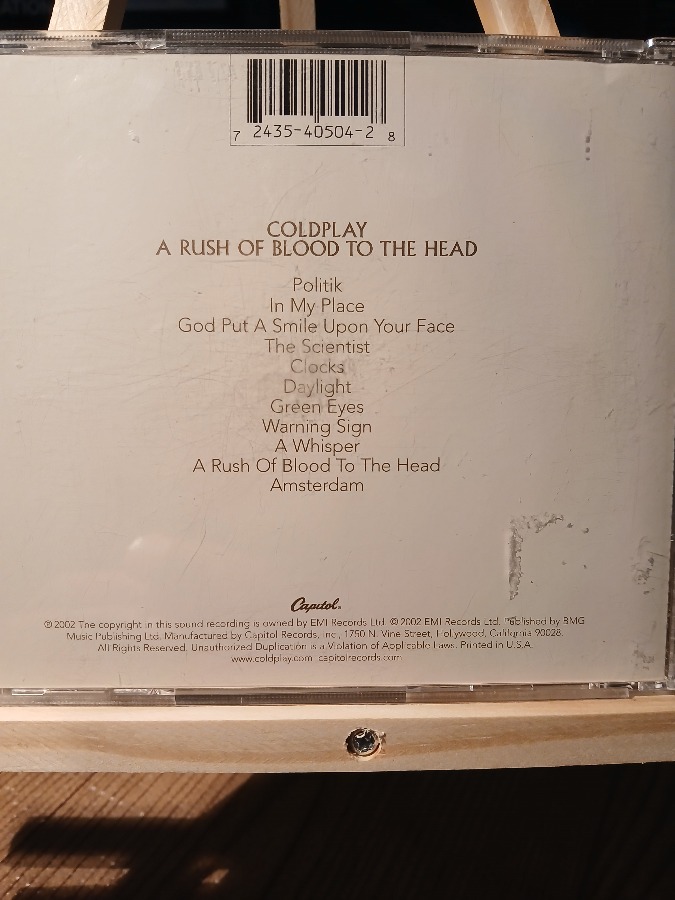 7 2435-40504-2 8
COLDPLAY
A RUSH OF BLOOD TO THE HEAD
Politik
In My Place
God Put A Smile Upon Your Face
The Scientist
Clocks
Daylight
Green Eyes
Warning Sign
A Whisper
A Rush Of Blood To The Head
Amsterdam
Capitol®
℗ 2002 The copyright in this sound recording is owned by EMI Records Ltd. © 2002 EMI Records Ltd. Published by BMG
Music Publishing Ltd. Manufactured by Capitol Records, Inc., 1750 N. Vine Street, Hollywood, California 90028.
All Rights Reserved. Unauthorized Duplication is a Violation of Applicable Laws. Printed in U.S.A.
www.coldplay.com capitolrecords.com